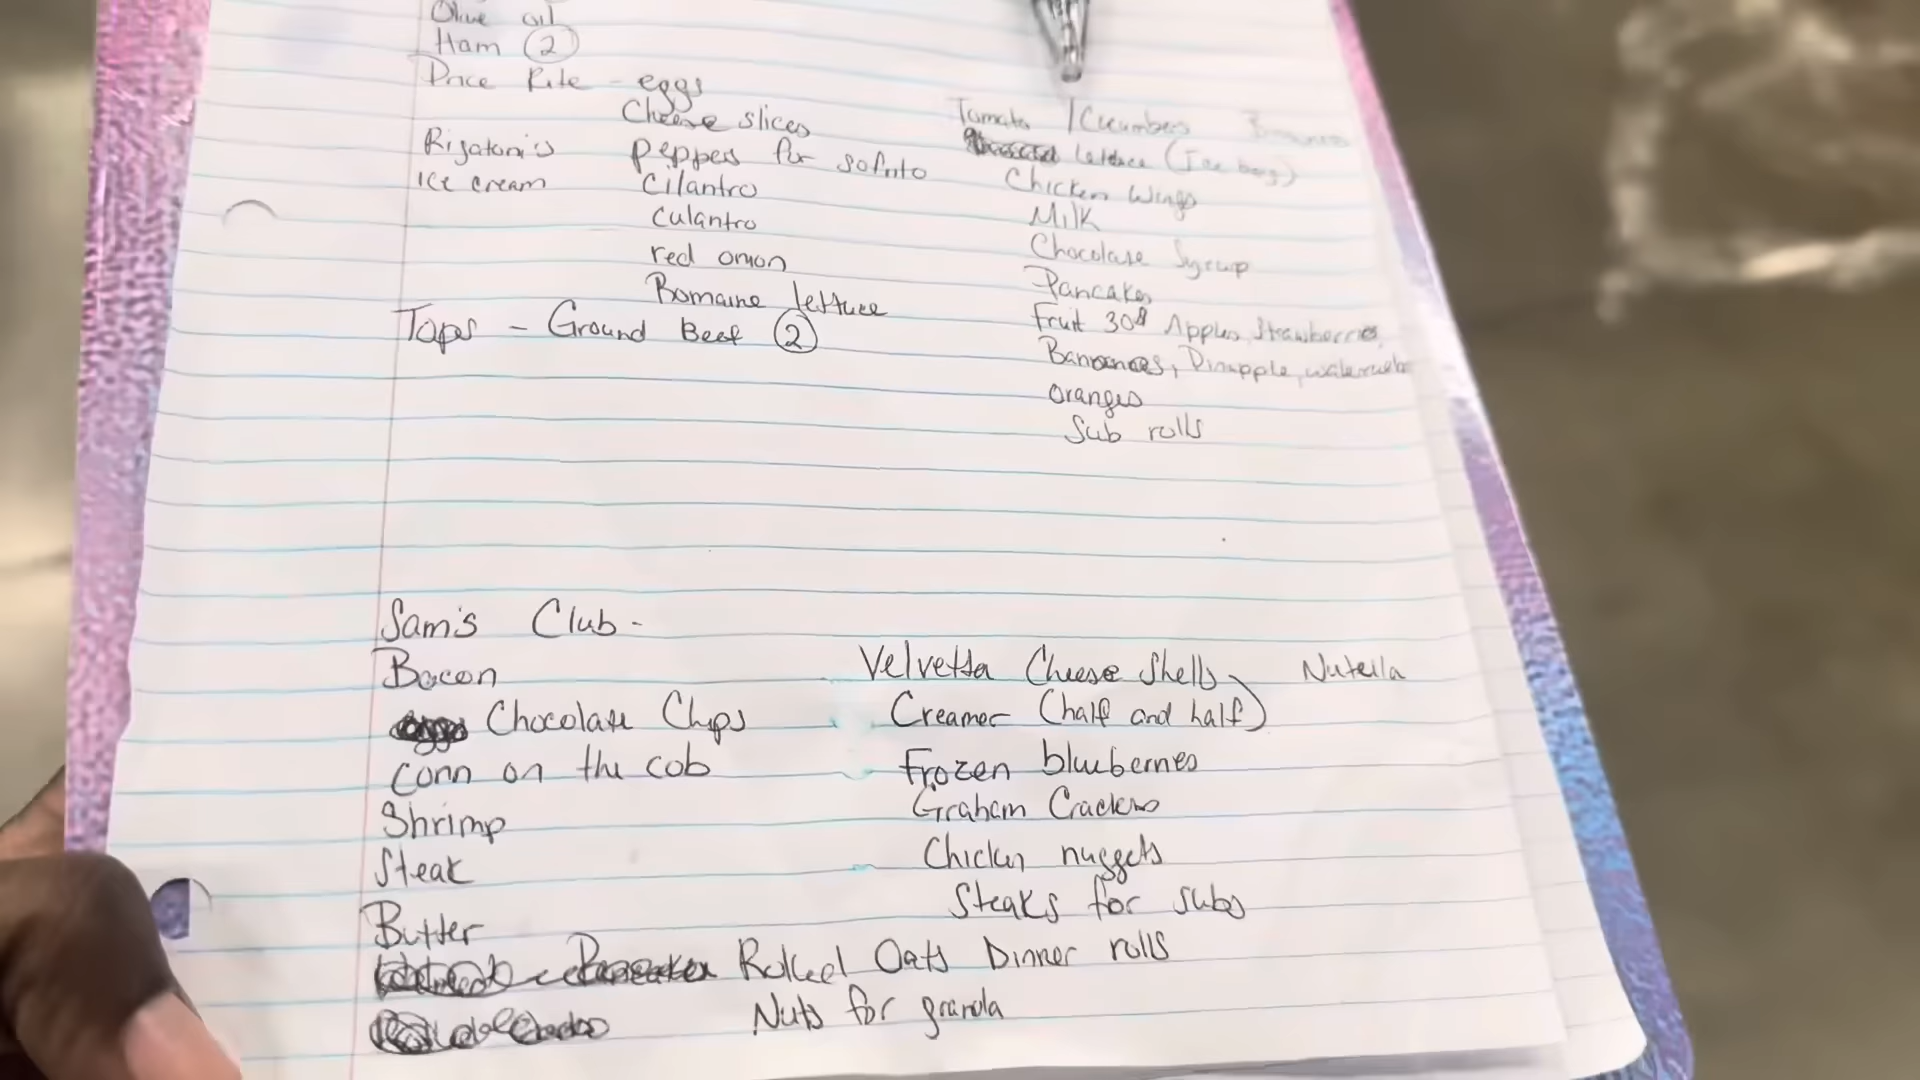 Olive oil
Ham (2)
Price Rite - eggs
Cheese slices
Tomato / Cucumbers
Rigatoni's
peppers for sofrito
lettuce (Ice berg)
Ice cream
Cilantro
Chicken Wings
Culantro
Milk
red onion
Chocolate Syrup
Romaine lettuce
Pancakes
Tops - Ground Beef (2)
Fruit 30$ Apples, Strawberries,
Bananas, Pinapple, watermelon
Oranges
Sub rolls
Sam's Club -
Bacon
Velvetta Cheese Shells
Nutella
Chocolate Chips
Creamer (half and half)
Corn on the cob
Frozen blueberries
Shrimp
Graham Crackers
Steak
Chicken nuggets
Butter
Steaks for subs
Rolled Oats Dinner rolls
Nuts for granola